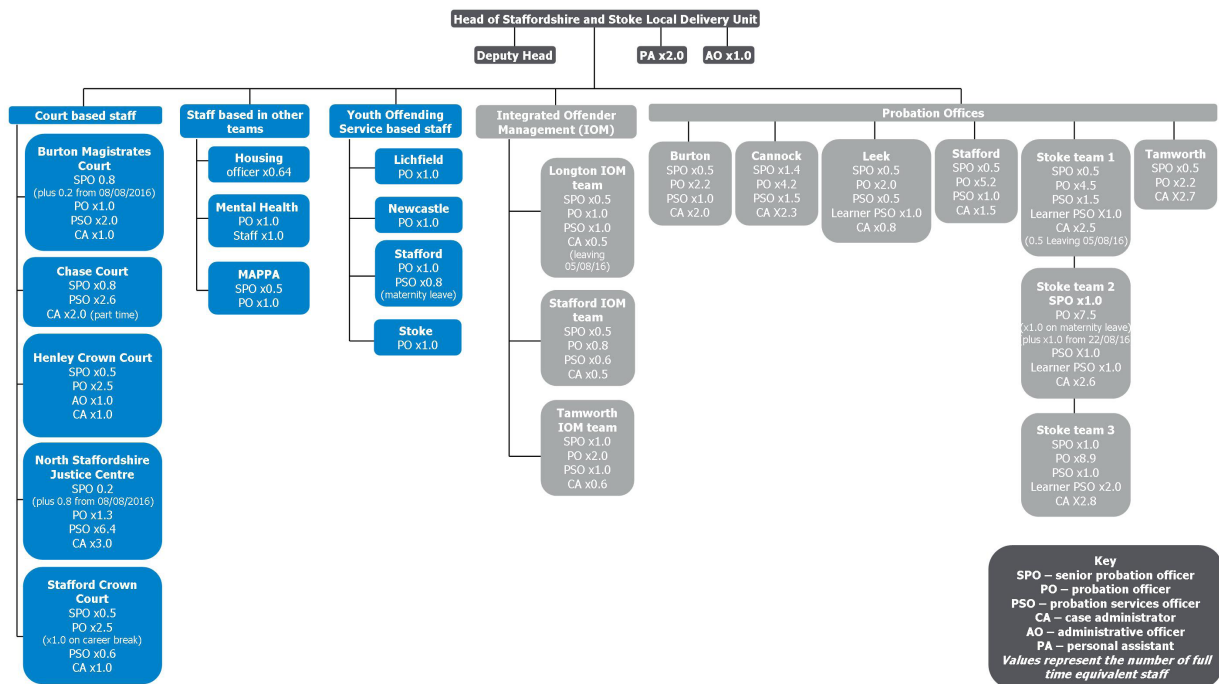 Head of Staffordshire and Stoke Local Delivery Unit
Deputy Head
PA x2.0
AO x1.0
Court based staff
Burton Magistrates
Court
SPO 0.8
(plus 0.2 from 08/08/2016)
PO x1.0
PSO x2.0
CA x1.0
Chase Court
SPO x0.8
PSO x2.6
CA x2.0 (part time)
Henley Crown Court
SPO x0.5
PO x2.5
AO x1.0
CA x1.0
North Staffordshire
Justice Centre
SPO 0.2
(plus 0.8 from 08/08/2016)
PO x1.3
PSO x6.4
CA x3.0
Stafford Crown
Court
SPO x0.5
PO x2.5
(x1.0 on career break)
PSO x0.6
CA x1.0
Staff based in other
teams
Housing
officer x0.64
Mental Health
PO x1.0
Staff x1.0
MAPPA
SPO x0.5
PO x1.0
Youth Offending
Service based staff
Lichfield
PO x1.0
Newcastle
PO x1.0
Stafford
PO x1.0
PSO x0.8
(maternity leave)
Stoke
PO x1.0
Integrated Offender
Management (IOM)
Longton IOM
team
SPO x0.5
PO x1.0
PSO x1.0
CA x0.5
(leaving
05/08/16)
Stafford IOM
team
SPO x0.5
PO x0.8
PSO x0.6
CA x0.5
Tamworth
IOM team
SPO x1.0
PO x2.0
PSO x1.0
CA x0.6
Probation Offices
Burton
SPO x0.5
PO x2.2
PSO x1.0
CA x2.0
Cannock
SPO x1.4
PO x4.2
PSO x1.5
CA X2.3
Leek
SPO x0.5
PO x2.0
PSO x0.5
Learner PSO x1.0
CA x0.8
Stafford
SPO x0.5
PO x5.2
PSO x1.0
CA x1.5
Stoke team 1
SPO x0.5
PO x4.5
PSO x1.5
Learner PSO X1.0
CA x2.5
(0.5 Leaving 05/08/16)
Stoke team 2
SPO x1.0
PO x7.5
(x1.0 on maternity leave)
(plus x1.0 from 22/08/16
PSO X1.0
Learner PSO x1.0
CA x2.6
Stoke team 3
SPO x1.0
PO x8.9
PSO x1.0
Learner PSO x2.0
CA X2.8
Tamworth
SPO x0.5
PO x2.2
CA X2.7
Key
SPO – senior probation officer
PO – probation officer
PSO – probation services officer
CA – case administrator
AO – administrative officer
PA – personal assistant
Values represent the number of full
time equivalent staff